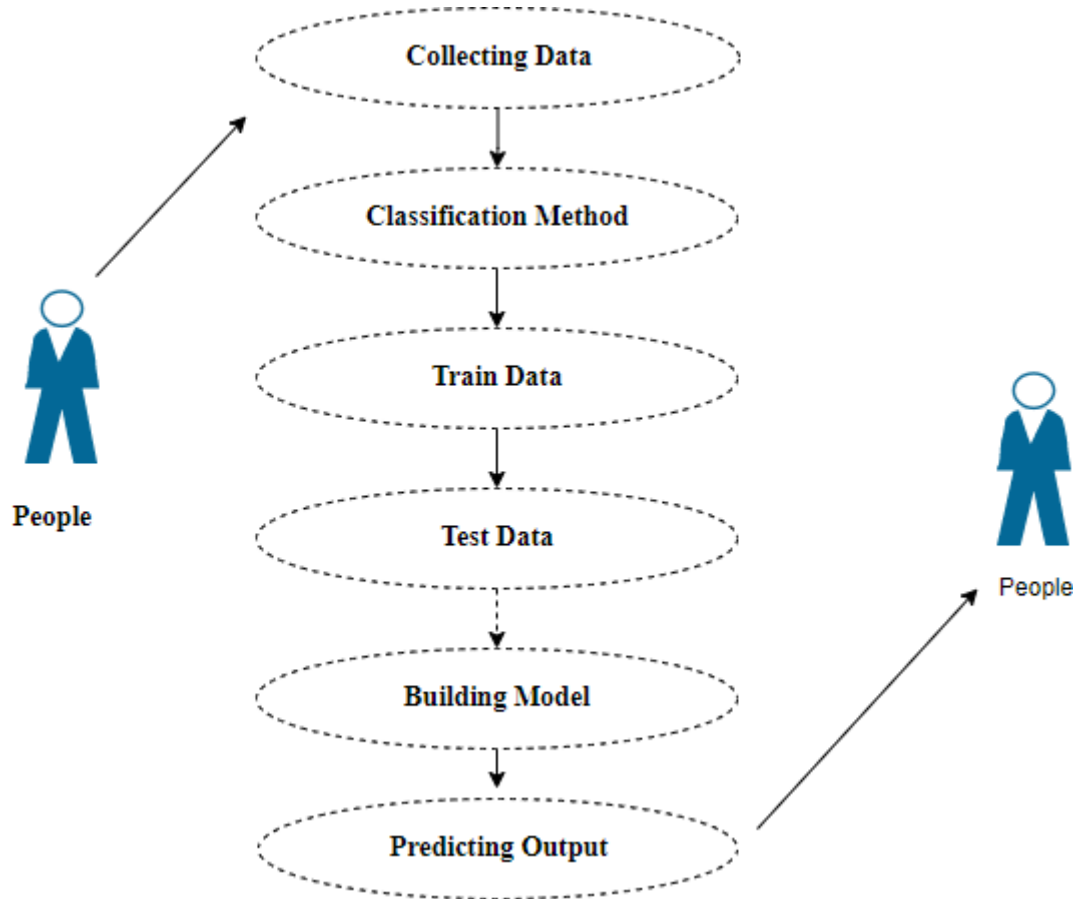 Collecting Data
Classification Method
Train Data
People
Test Data
People
Building Model
Predicting Output